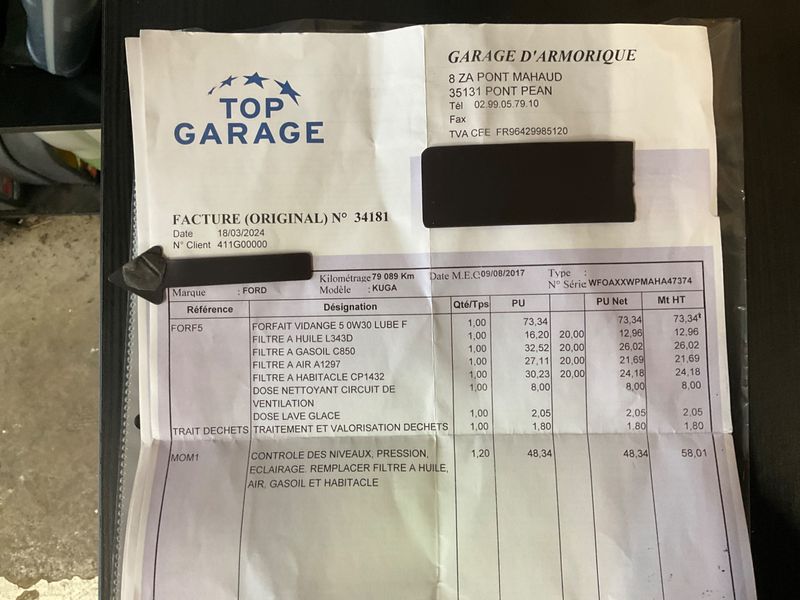 TOP
GARAGE
GARAGE D'ARMORIQUE
8 ZA PONT MAHAUD
35131 PONT PEAN
Tél 02.99.05.79.10
Fax
TVA CEE FR96429985120
FACTURE (ORIGINAL) N° 34181
Date 18/03/2024
N° Client 411G00000
Kilométrage 79 089 Km Date M.E.C 09/08/2017 Type :
Marque : FORD Modèle : KUGA N° Série WFOAXXWPMAHA47374
Référence Désignation Qté/Tps PU PU Net Mt HT
FORF5 FORFAIT VIDANGE 5 0W30 LUBE F 1,00 73,34 73,34 73,34
FILTRE A HUILE L343D 1,00 16,20 20,00 12,96 12,96
FILTRE A GASOIL C850 1,00 32,52 20,00 26,02 26,02
FILTRE A AIR A1297 1,00 27,11 20,00 21,69 21,69
FILTRE A HABITACLE CP1432 1,00 30,23 20,00 24,18 24,18
DOSE NETTOYANT CIRCUIT DE 1,00 8,00 8,00 8,00
VENTILATION
DOSE LAVE GLACE 1,00 2,05 2,05 2,05
TRAIT DECHETS TRAITEMENT ET VALORISATION DECHETS 1,00 1,80 1,80 1,80
MOM1 CONTROLE DES NIVEAUX, PRESSION, 1,20 48,34 48,34 58,01
ECLAIRAGE. REMPLACER FILTRE A HUILE,
AIR, GASOIL ET HABITACLE